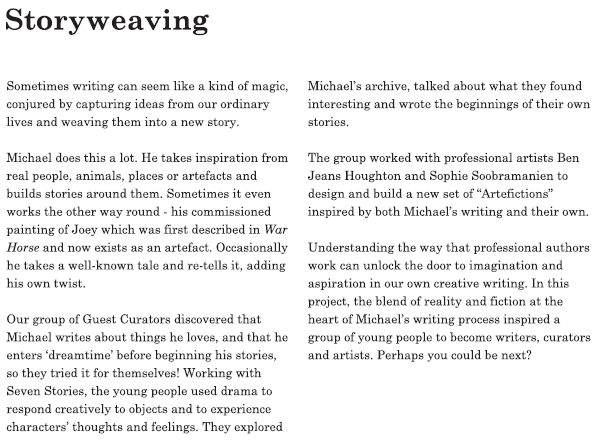 Storyweaving
Sometimes writing can seem like a kind of magic,
conjured by capturing ideas from our ordinary
lives and weaving them into a new story.
Michael does this a lot. He takes inspiration from
real people, animals, places or artefacts and
builds stories around them. Sometimes it even
works the other way round - his commissioned
painting of Joey which was first described in War
Horse and now exists as an artefact. Occasionally
he takes a well-known tale and re-tells it, adding
his own twist.
Our group of Guest Curators discovered that
Michael writes about things he loves, and that he
enters ‘dreamtime’ before beginning his stories,
so they tried it for themselves! Working with
Seven Stories, the young people used drama to
respond creatively to objects and to experience
characters’ thoughts and feelings. They explored
Michael’s archive, talked about what they found
interesting and wrote the beginnings of their own
stories.
The group worked with professional artists Ben
Jeans Houghton and Sophie Soobramanien to
design and build a new set of “Artefictions”
inspired by both Michael’s writing and their own.
Understanding the way that professional authors
work can unlock the door to imagination and
aspiration in our own creative writing. In this
project, the blend of reality and fiction at the
heart of Michael’s writing process inspired a
group of young people to become writers, curators
and artists. Perhaps you could be next?